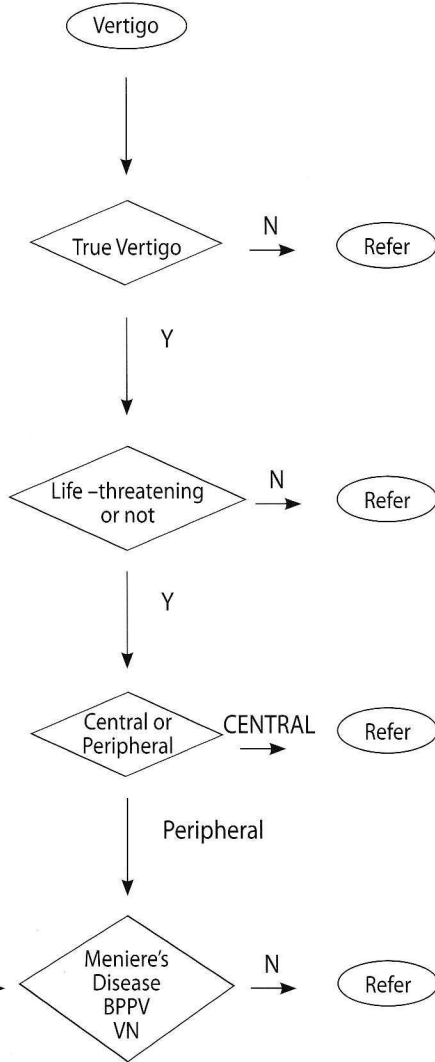 Vertigo
True Vertigo
N
Refer
Y
Life –threatening
or not
N
Refer
Y
Central or
Peripheral
CENTRAL
Refer
Peripheral
Meniere's
Disease
BPPV
VN
N
Refer